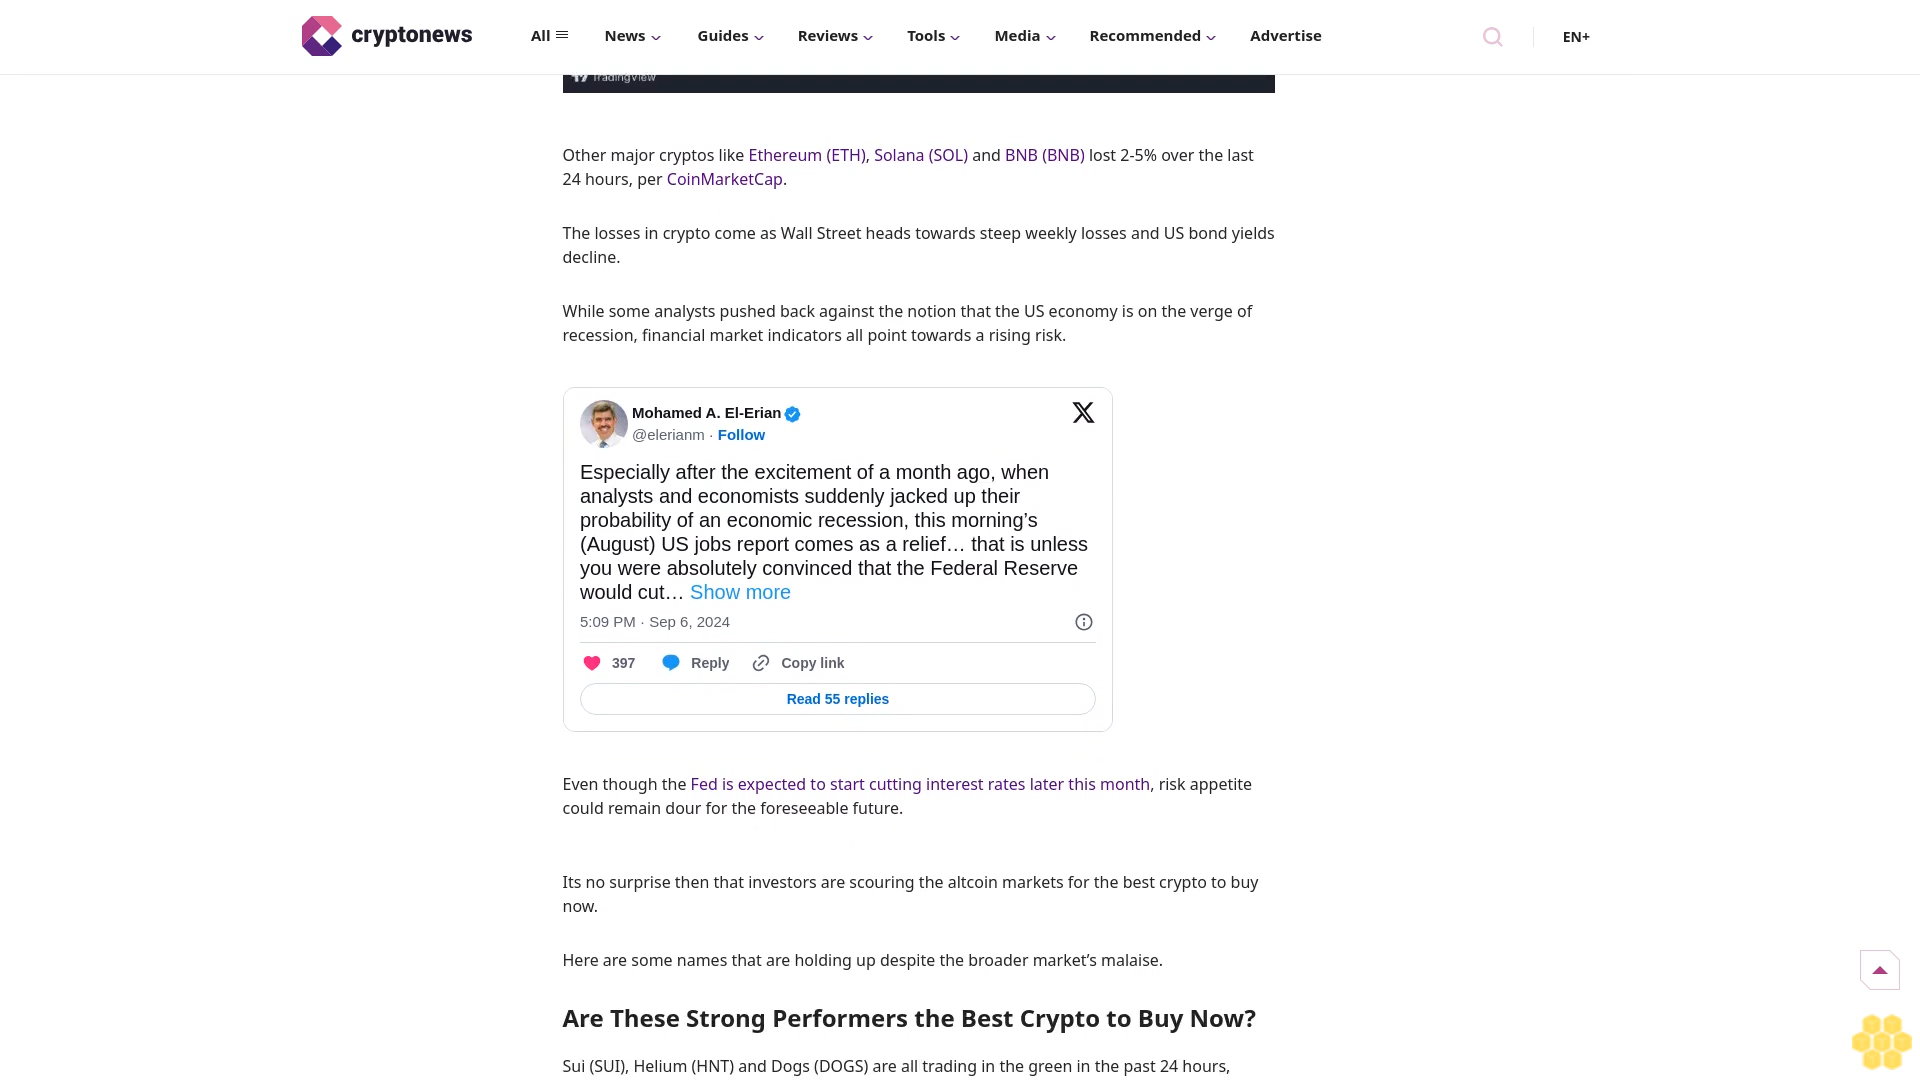 cryptonews
All
News
Guides
Reviews
Tools
Media
Recommended
Advertise
EN+
TradingView
Other major cryptos like Ethereum (ETH), Solana (SOL) and BNB (BNB) lost 2-5% over the last
24 hours, per CoinMarketCap.
The losses in crypto come as Wall Street heads towards steep weekly losses and US bond yields
decline.
While some analysts pushed back against the notion that the US economy is on the verge of
recession, financial market indicators all point towards a rising risk.
Mohamed A. El-Erian
@elerianm · Follow
Especially after the excitement of a month ago, when
analysts and economists suddenly jacked up their
probability of an economic recession, this morning’s
(August) US jobs report comes as a relief… that is unless
you were absolutely convinced that the Federal Reserve
would cut… Show more
5:09 PM · Sep 6, 2024
397 Reply Copy link
Read 55 replies
Even though the Fed is expected to start cutting interest rates later this month, risk appetite
could remain dour for the foreseeable future.
Its no surprise then that investors are scouring the altcoin markets for the best crypto to buy
now.
Here are some names that are holding up despite the broader market’s malaise.
Are These Strong Performers the Best Crypto to Buy Now?
Sui (SUI), Helium (HNT) and Dogs (DOGS) are all trading in the green in the past 24 hours,